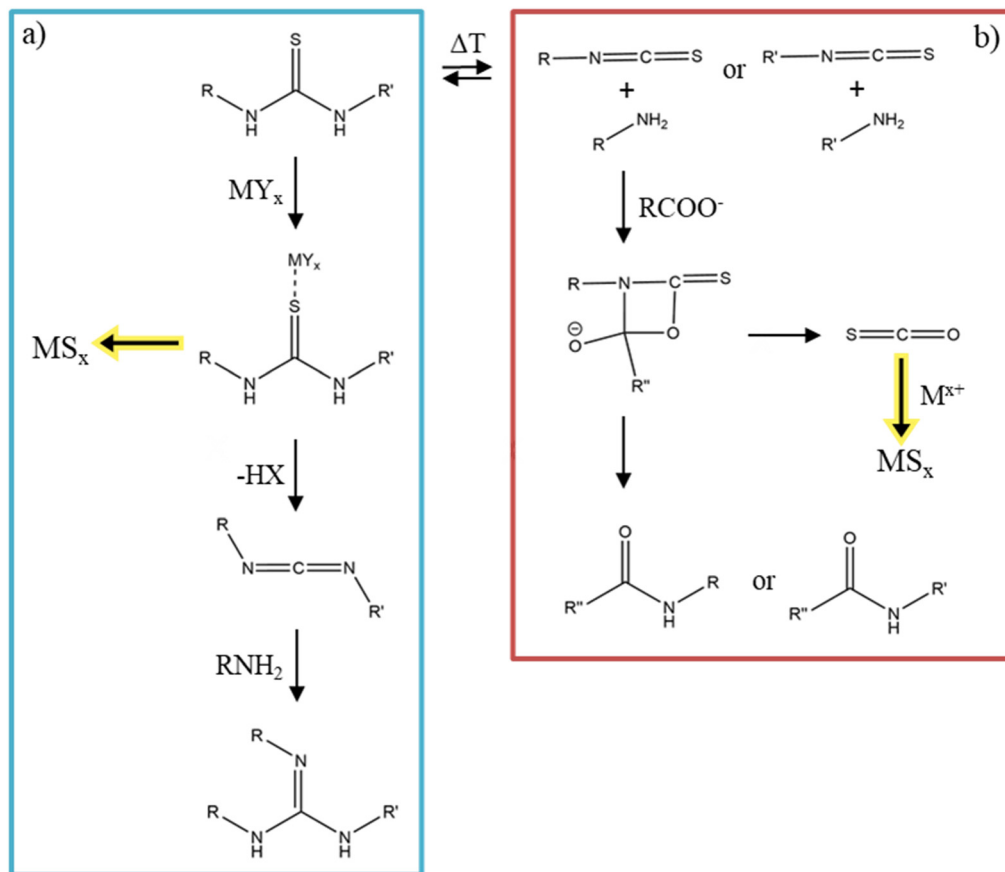 a)
S
R
R'
N
H
N
H
MYₓ
MYₓ
S
R
R'
N
H
N
H
MSₓ
-HX
R
N
C
N
R'
RNH₂
R
N
R
R'
N
H
N
H
ΔT
b)
R N C S or R' N C S
+ +
NH₂ NH₂
R R'
RCOO⁻
R N C S
⊖
O
O
R''
S C O
Mˣ⁺
MSₓ
O
R
R''
N
H
or
O
R'
R''
N
H